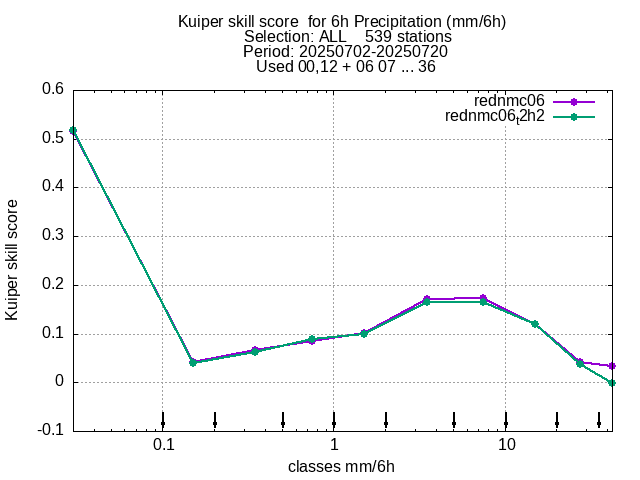 Kuiper skill score  for 6h Precipitation (mm/6h)
Selection: ALL    539 stations
Period: 20250702-20250720
Used 00,12 + 06 07 ... 36
rednmc06
rednmc06t2h2
0.6
0.5
0.4
0.3
0.2
0.1
0
-0.1
Kuiper skill score
0.1 1 10
classes mm/6h